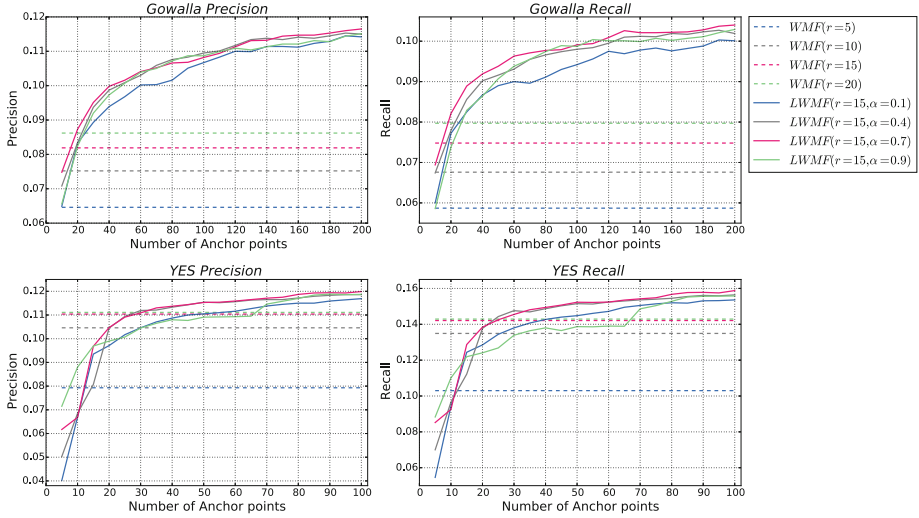 Gowalla Precision
0.12
0.11
0.10
0.09
0.08
0.07
0.06
Precision
0 20 40 60 80 100 120 140 160 180 200
Number of Anchor points
Gowalla Recall
0.10
0.09
0.08
0.07
0.06
Recall
0 20 40 60 80 100 120 140 160 180 200
Number of Anchor points
WMF(r=5)
WMF(r=10)
WMF(r=15)
WMF(r=20)
LWMF(r=15,α=0.1)
LWMF(r=15,α=0.4)
LWMF(r=15,α=0.7)
LWMF(r=15,α=0.9)
YES Precision
0.12
0.11
0.10
0.09
0.08
0.07
0.06
0.05
0.04
Precision
0 10 20 30 40 50 60 70 80 90 100
Number of Anchor points
YES Recall
0.16
0.14
0.12
0.10
0.08
0.06
Recall
0 10 20 30 40 50 60 70 80 90 100
Number of Anchor points